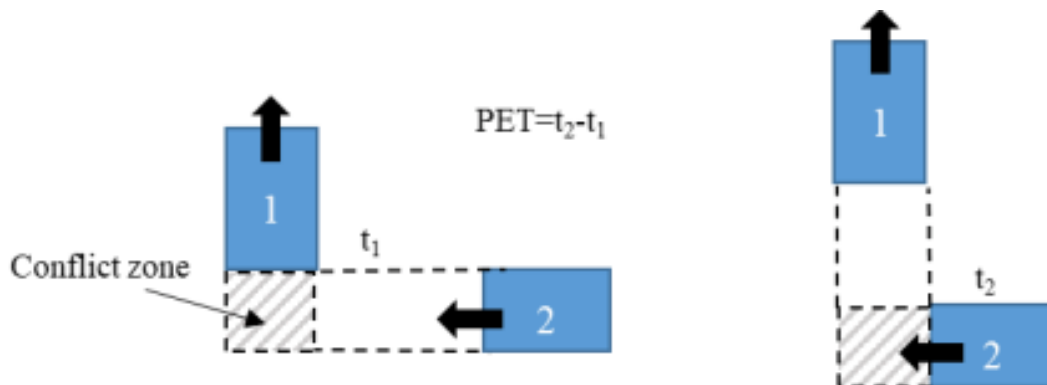 1
PET=t₂-t₁
1
t₁
Conflict zone
2
t₂
2